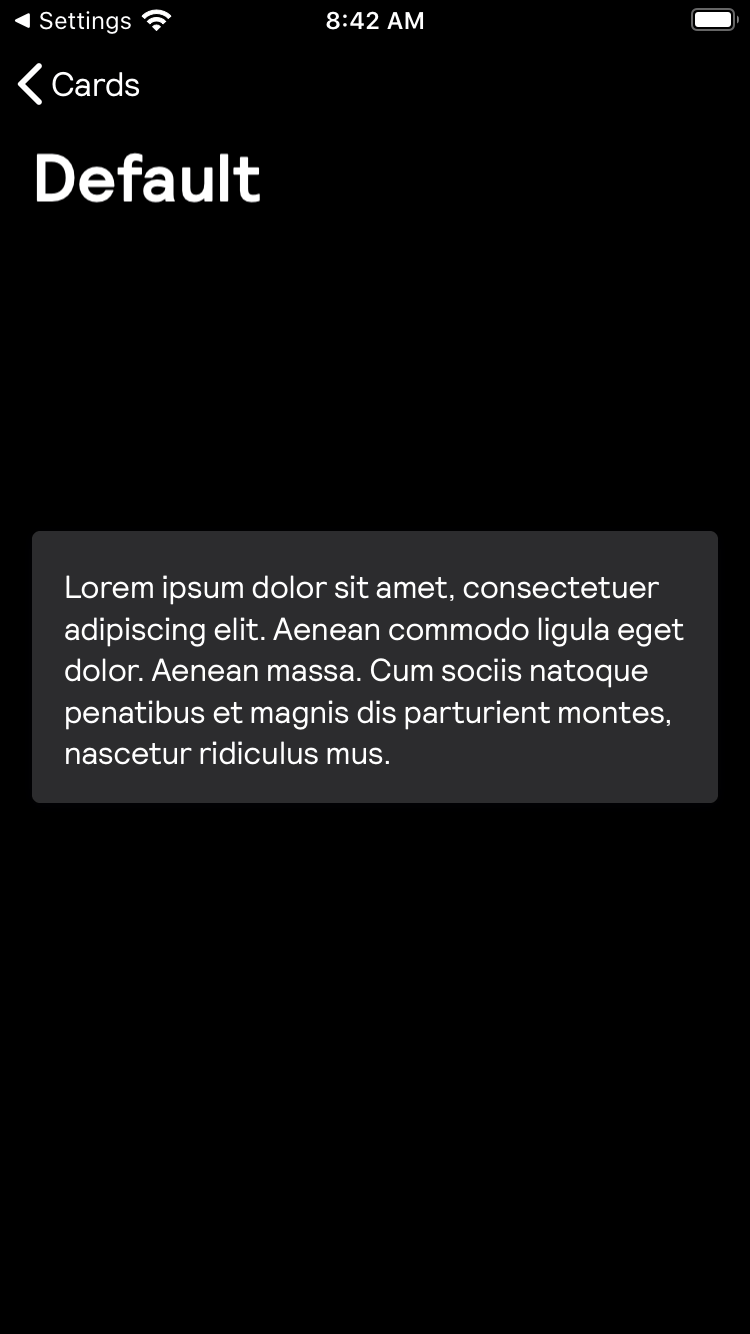 Settings
8:42 AM
Cards
Default
Lorem ipsum dolor sit amet, consectetuer
adipiscing elit. Aenean commodo ligula eget
dolor. Aenean massa. Cum sociis natoque
penatibus et magnis dis parturient montes,
nascetur ridiculus mus.